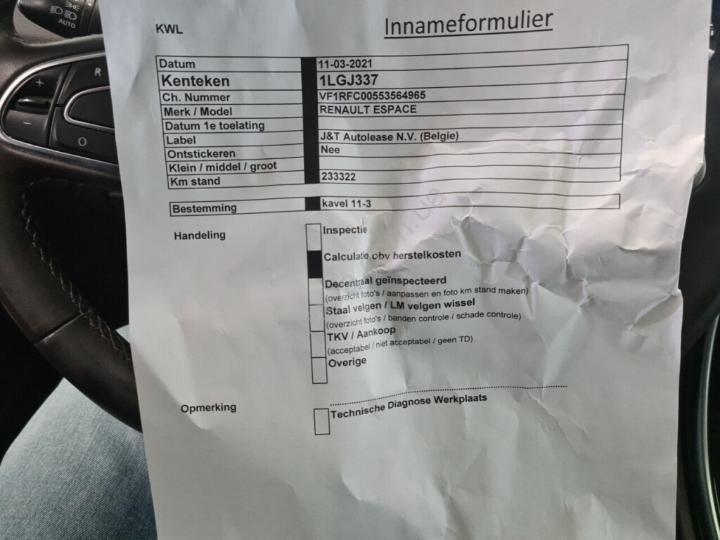 AUTO
+
R
−
O
KWL
Innameformulier
Datum 11-03-2021
Kenteken 1LGJ337
Ch. Nummer VF1RFC00553564965
Merk / Model RENAULT ESPACE
Datum 1e toelating
Label J&T Autolease N.V. (Belgie)
Ontstickeren Nee
Klein / middel / groot
Km stand 233322
Bestemming kavel 11-3
Handeling Inspectie
Calculatie obv herstelkosten
Decentraal geïnspecteerd
(overzicht foto's / aanpassen en foto km stand maken)
Staal velgen / LM velgen wissel
(overzicht foto's / banden controle / schade controle)
TKV / Aankoop
(acceptabel / niet acceptabel / geen TD)
Overige
Opmerking
Technische Diagnose Werkplaats